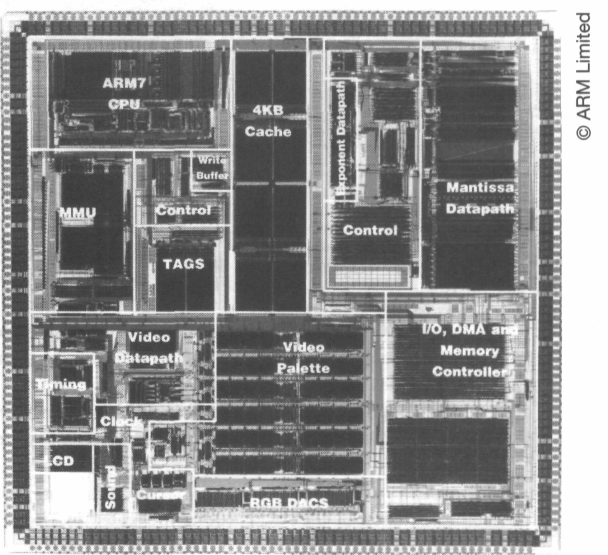 ARM7
CPU
4KB
Cache
Exponent Datapath
Mantissa
Datapath
Write
Buffer
MMU
Control
Control
TAGS
Video
Datapath
Video
Palette
I/O, DMA and
Memory
Controller
Timing
Clock
LCD
Sound
Cursor
RGB DACS
© ARM Limited